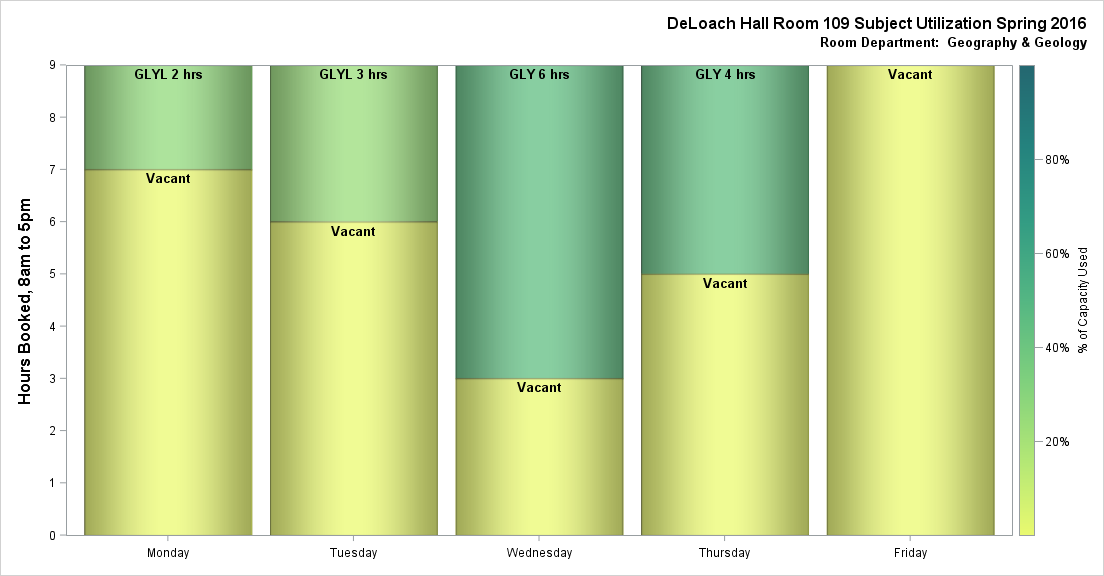 DeLoach Hall Room 109 Subject Utilization Spring 2016
Room Department:  Geography & Geology
Hours Booked, 8am to 5pm
9
8
7
6
5
4
3
2
1
0
GLYL 2 hrs
Vacant
GLYL 3 hrs
Vacant
GLY 6 hrs
Vacant
GLY 4 hrs
Vacant
Vacant
Monday
Tuesday
Wednesday
Thursday
Friday
80%
60%
40%
20%
% of Capacity Used